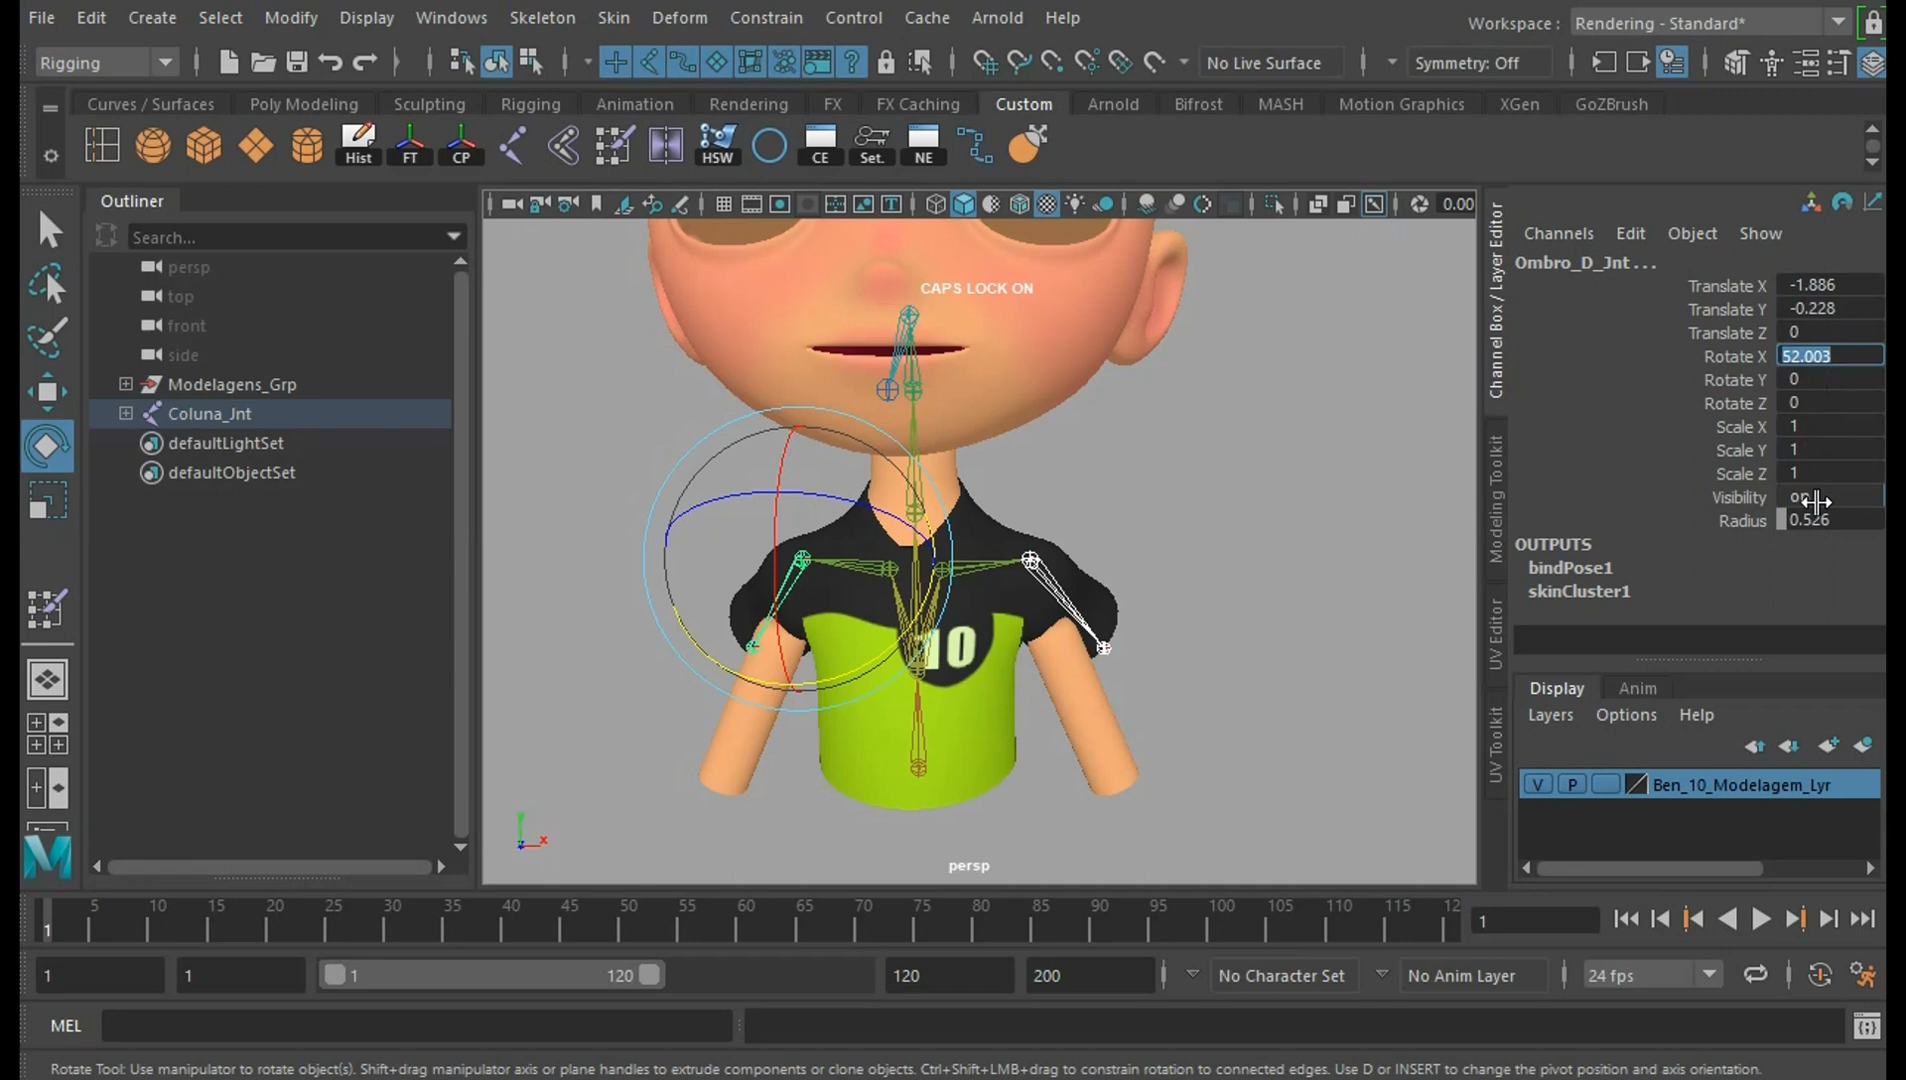 File Edit Create Select Modify Display Windows Skeleton Skin Deform Constrain Control Cache Arnold Help
Workspace : Rendering - Standard*
Rigging No Live Surface Symmetry: Off
Curves / Surfaces Poly Modeling Sculpting Rigging Animation Rendering FX FX Caching Custom Arnold Bifrost MASH Motion Graphics XGen GoZBrush
Hist FT CP HSW CE Set. NE
Outliner
Search...
persp
top
front
side
Modelagens_Grp
Coluna_Jnt
defaultLightSet
defaultObjectSet
0.00
CAPS LOCK ON
10
persp
Channel Box / Layer Editor
Modeling Toolkit
UV Editor
UV Toolkit
Channels Edit Object Show
Ombro_D_Jnt...
Translate X -1.886
Translate Y -0.228
Translate Z 0
Rotate X 52.003
Rotate Y 0
Rotate Z 0
Scale X 1
Scale Y 1
Scale Z 1
Visibility on
Radius 0.526
OUTPUTS
bindPose1
skinCluster1
Display Anim
Layers Options Help
V P Ben_10_Modelagem_Lyr
1 5 10 15 20 25 30 35 40 45 50 55 60 65 70 75 80 85 90 95 100 105 110 115 12
1
1 1 1 120 120 200 No Character Set No Anim Layer 24 fps
MEL
Rotate Tool: Use manipulator to rotate object(s). Shift+drag manipulator axis or plane handles to extrude components or clone objects. Ctrl+Shift+LMB+drag to constrain rotation to connected edges. Use D or INSERT to change the pivot position and axis orientation.